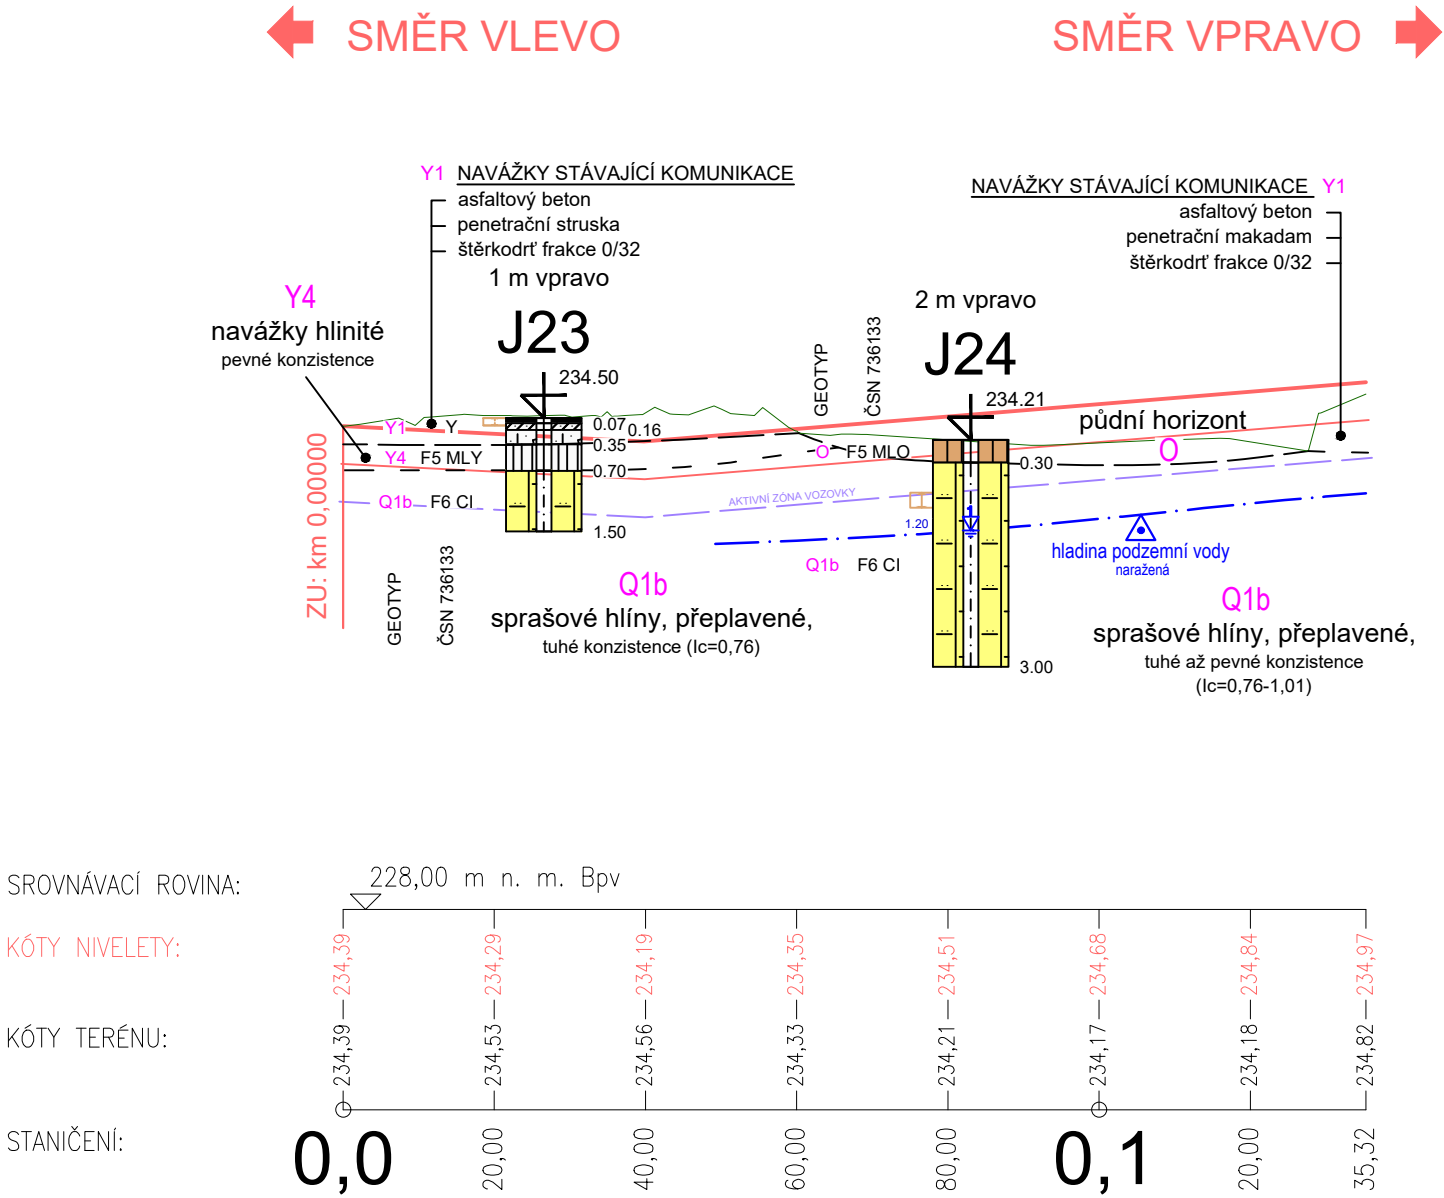 SMĚR VLEVO
SMĚR VPRAVO
Y1 NAVÁŽKY STÁVAJÍCÍ KOMUNIKACE
asfaltový beton
penetrační struska
štěrkodrť frakce 0/32
NAVÁŽKY STÁVAJÍCÍ KOMUNIKACE Y1
asfaltový beton
penetrační makadam
štěrkodrť frakce 0/32
1 m vpravo
J23
234.50
2 m vpravo
J24
234.21
Y4
navážky hlinité
pevné konzistence
GEOTYP
ČSN 736133
půdní horizont
O
Y1 Y
0.07
0.16
0.35
Y4 F5 MLY
0.70
O F5 MLO
0.30
Q1b F6 CI
1.50
AKTIVNÍ ZÓNA VOZOVKY
1.20
1
hladina podzemní vody
naražená
Q1b F6 CI
ZU: km 0,00000
GEOTYP
ČSN 736133
Q1b
sprašové hlíny, přeplavené,
tuhé konzistence (Ic=0,76)
3.00
Q1b
sprašové hlíny, přeplavené,
tuhé až pevné konzistence
(Ic=0,76-1,01)
SROVNÁVACÍ ROVINA: 228,00 m n. m. Bpv
KÓTY NIVELETY: 234,39 234,29 234,19 234,35 234,51 234,68 234,84 234,97
KÓTY TERÉNU: 234,39 234,53 234,56 234,33 234,21 234,17 234,18 234,82
STANIČENÍ: 0,0 20,00 40,00 60,00 80,00 0,1 20,00 35,32